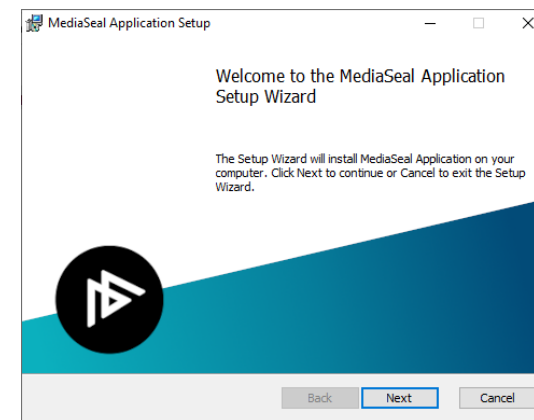 MediaSeal Application Setup
Welcome to the MediaSeal Application
Setup Wizard
The Setup Wizard will install MediaSeal Application on your
computer. Click Next to continue or Cancel to exit the Setup
Wizard.
Back Next Cancel